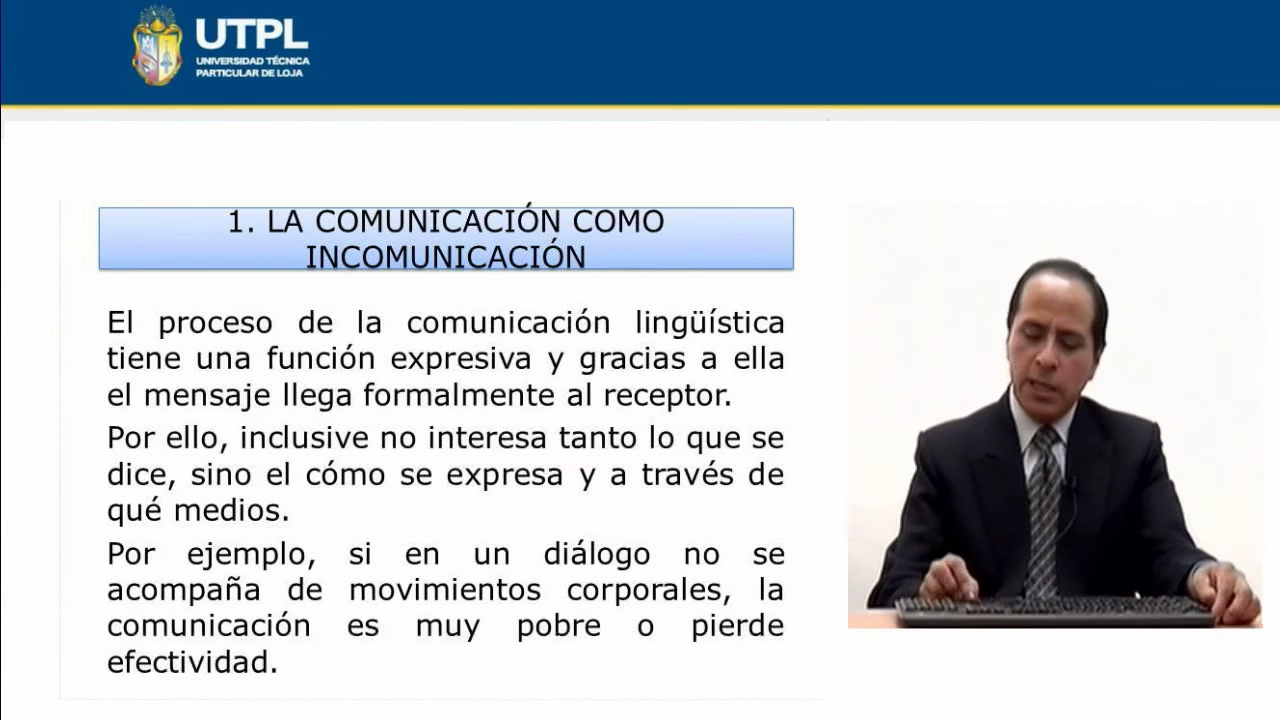 UTPL
UNIVERSIDAD TÉCNICA
PARTICULAR DE LOJA
1. LA COMUNICACIÓN COMO
INCOMUNICACIÓN
El proceso de la comunicación lingüística
tiene una función expresiva y gracias a ella
el mensaje llega formalmente al receptor.
Por ello, inclusive no interesa tanto lo que se
dice, sino el cómo se expresa y a través de
qué medios.
Por ejemplo, si en un diálogo no se
acompaña de movimientos corporales, la
comunicación es muy pobre o pierde
efectividad.